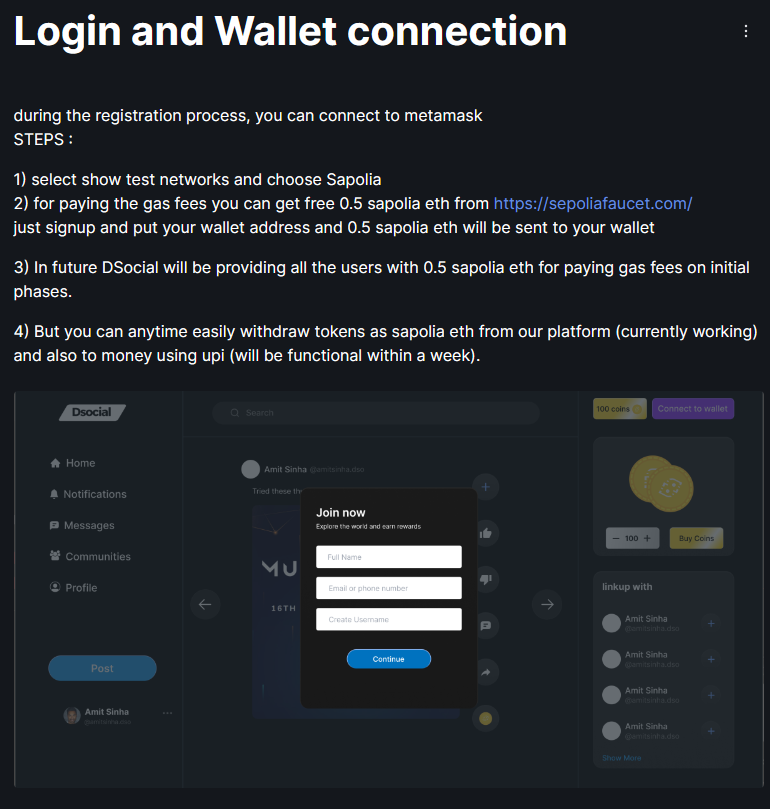 Login and Wallet connection
during the registration process, you can connect to metamask
STEPS :
1) select show test networks and choose Sapolia
2) for paying the gas fees you can get free 0.5 sapolia eth from https://sepoliafaucet.com/
just signup and put your wallet address and 0.5 sapolia eth will be sent to your wallet
3) In future DSocial will be providing all the users with 0.5 sapolia eth for paying gas fees on initial
phases.
4) But you can anytime easily withdraw tokens as sapolia eth from our platform (currently working)
and also to money using upi (will be functional within a week).
Dsocial
Search
100 coins
Connect to wallet
Home
Notifications
Messages
Communities
Profile
Post
Amit Sinha
@amitsinha.dso
Amit Sinha @amitsinha.dso
Tried these th
MU
16TH
Join now
Explore the world and earn rewards
Full Name
Email or phone number
Create Username
Continue
100
Buy Coins
linkup with
Amit Sinha
@amitsinha.dso
Amit Sinha
@amitsinha.dso
Amit Sinha
@amitsinha.dso
Amit Sinha
@amitsinha.dso
Show More